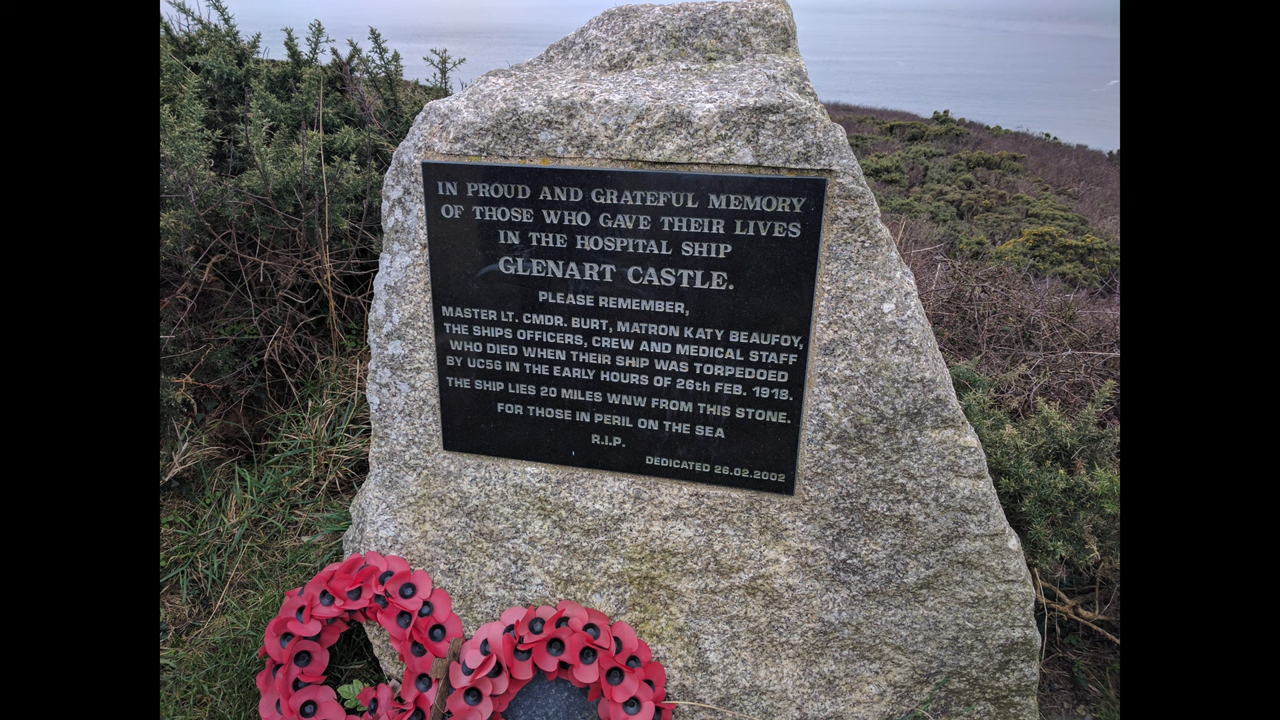 IN PROUD AND GRATEFUL MEMORY
OF THOSE WHO GAVE THEIR LIVES
IN THE HOSPITAL SHIP
GLENART CASTLE.
PLEASE REMEMBER,
MASTER LT. CMDR. BURT, MATRON KATY BEAUFOY,
THE SHIPS OFFICERS, CREW AND MEDICAL STAFF
WHO DIED WHEN THEIR SHIP WAS TORPEDOED
BY UC56 IN THE EARLY HOURS OF 26th FEB. 1918.
THE SHIP LIES 20 MILES WNW FROM THIS STONE.
FOR THOSE IN PERIL ON THE SEA
R.I.P.
DEDICATED 26.02.2002